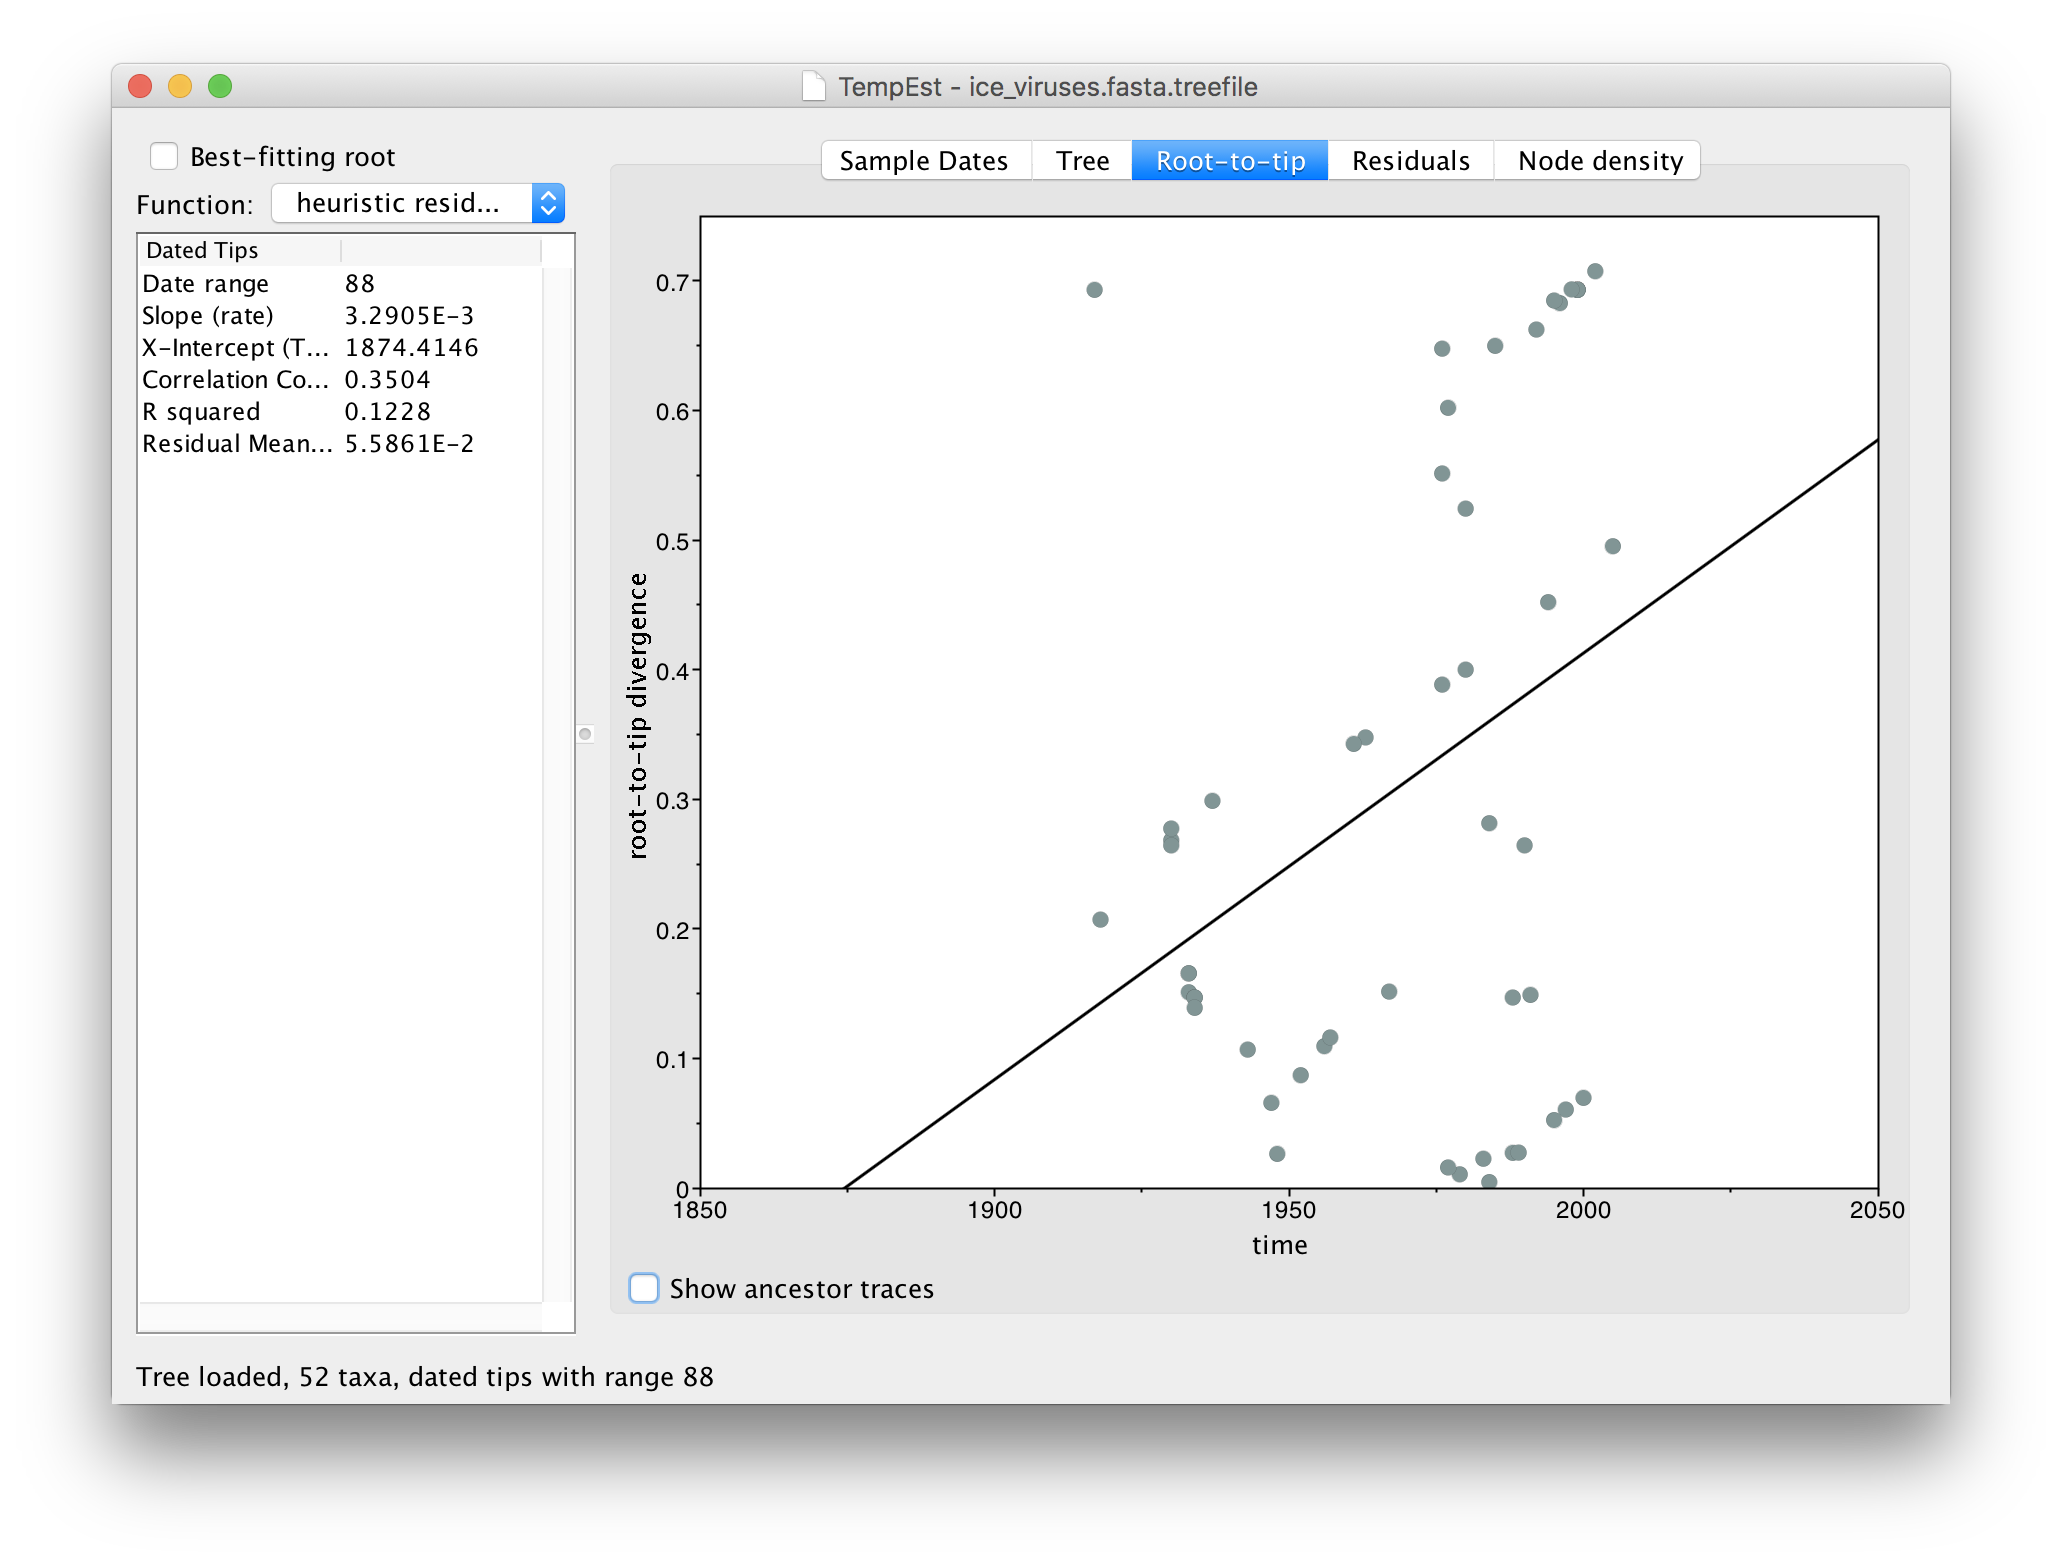 TempEst - ice_viruses.fasta.treefile
Best-fitting root
Function: heuristic resid...
Dated Tips
Date range 88
Slope (rate) 3.2905E-3
X-Intercept (T... 1874.4146
Correlation Co... 0.3504
R squared 0.1228
Residual Mean... 5.5861E-2
Sample Dates Tree Root-to-tip Residuals Node density
root-to-tip divergence
0.7
0.6
0.5
0.4
0.3
0.2
0.1
0
1850 1900 1950 2000 2050
time
Show ancestor traces
Tree loaded, 52 taxa, dated tips with range 88